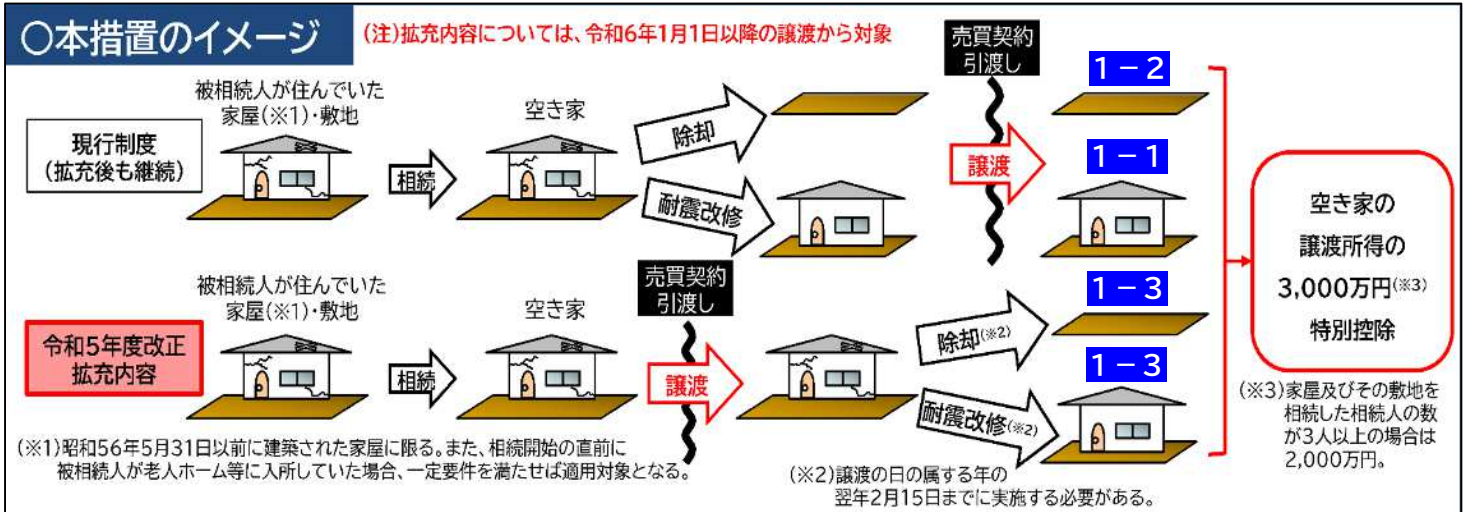 ○本措置のイメージ
(注)拡充内容については、令和6年1月1日以降の譲渡から対象
現行制度
(拡充後も継続)
被相続人が住んでいた
家屋(※1)・敷地
相続
空き家
除却
耐震改修
売買契約
引渡し
譲渡
1－2
1－1
令和5年度改正
拡充内容
被相続人が住んでいた
家屋(※1)・敷地
相続
空き家
売買契約
引渡し
譲渡
除却(※2)
耐震改修(※2)
1－3
1－3
空き家の
譲渡所得の
3,000万円(※3)
特別控除
(※3)家屋及びその敷地を
相続した相続人の数
が3人以上の場合は
2,000万円。
(※1)昭和56年5月31日以前に建築された家屋に限る。また、相続開始の直前に
被相続人が老人ホーム等に入所していた場合、一定要件を満たせば適用対象となる。
(※2)譲渡の日の属する年の
翌年2月15日までに実施する必要がある。